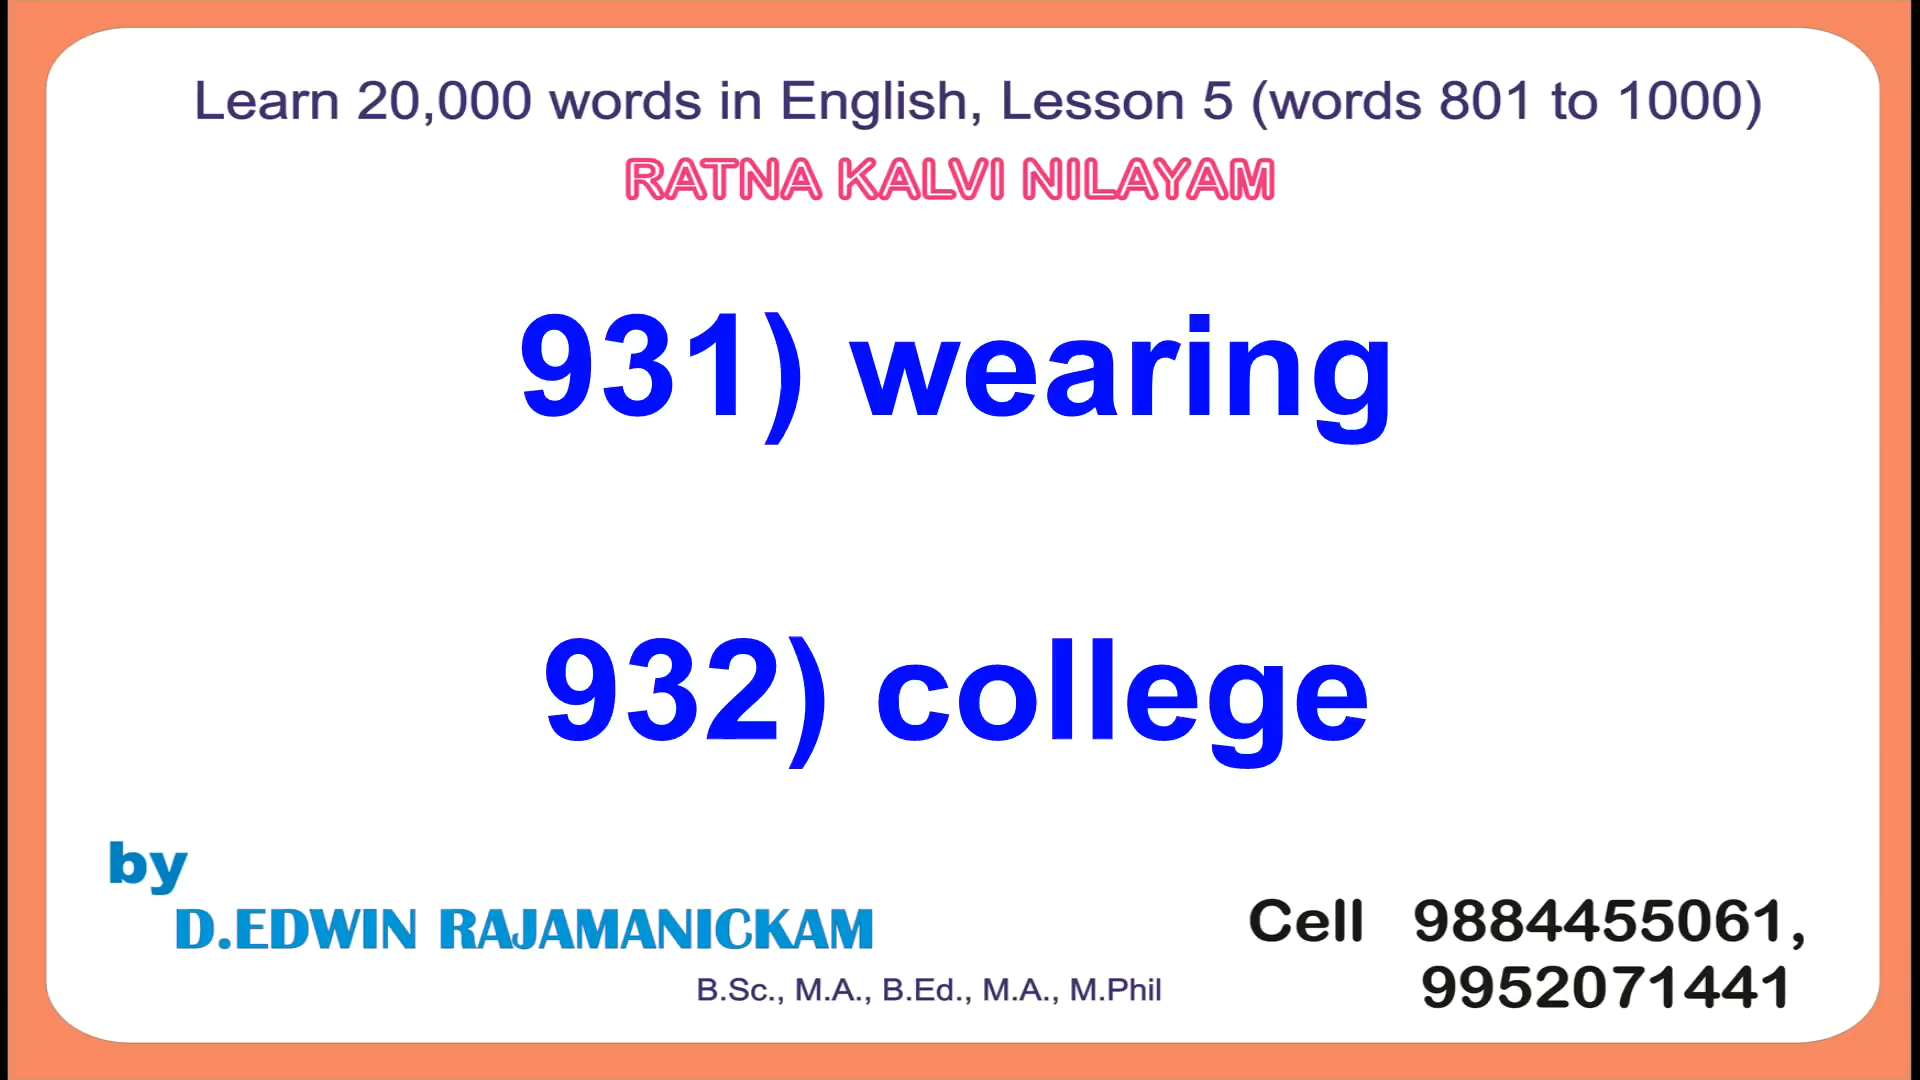 Learn 20,000 words in English, Lesson 5 (words 801 to 1000)
RATNA KALVI NILAYAM
931) wearing
932) college
by
D.EDWIN RAJAMANICKAM
B.Sc., M.A., B.Ed., M.A., M.Phil
Cell 9884455061,
9952071441